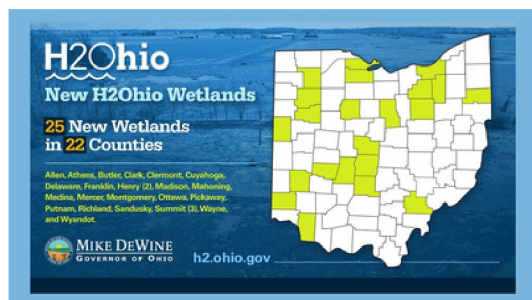 H2Ohio
New H2Ohio Wetlands
25 New Wetlands
in 22 Counties
Allen, Athens, Butler, Clark, Clermont, Cuyahoga,
Delaware, Franklin, Henry (2), Madison, Mahoning,
Medina, Mercer, Montgomery, Ottawa, Pickaway,
Putnam, Richland, Sandusky, Summit (3), Wayne,
and Wyandot.
MIKE DEWINE
GOVERNOR OF OHIO
h2.ohio.gov